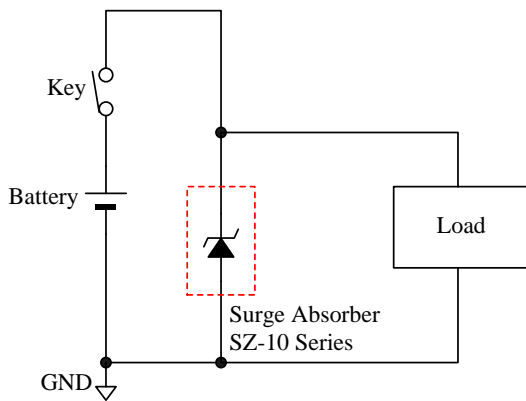 Key
Battery
Load
Surge Absorber
SZ-10 Series
GND